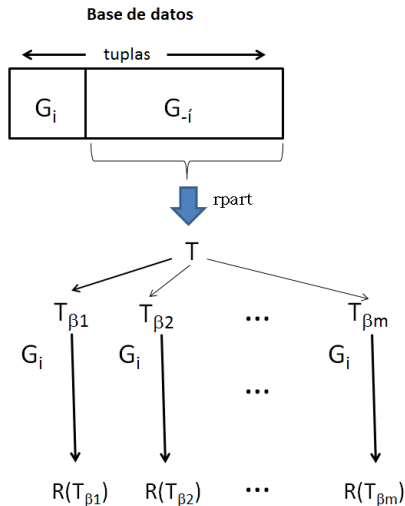 Base de datos
tuplas
Gi G-í
rpart
T
Tβ1 Tβ2 ... Tβm
Gi Gi ... Gi
R(Tβ1) R(Tβ2) ... R(Tβm)